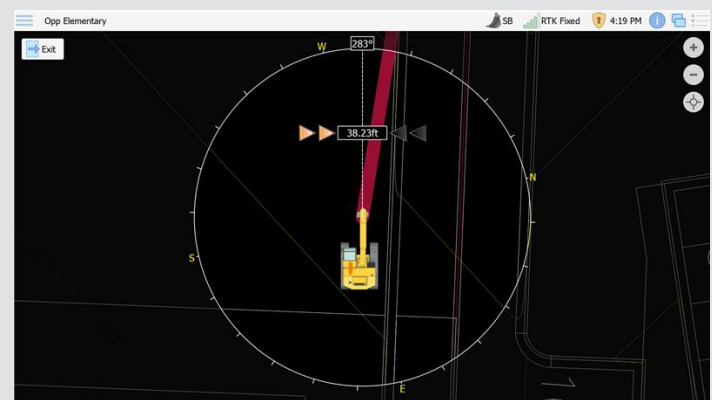 Opp Elementary
SB
RTK Fixed
4:19 PM
Exit
283°
W
38.23ft
N
S
E